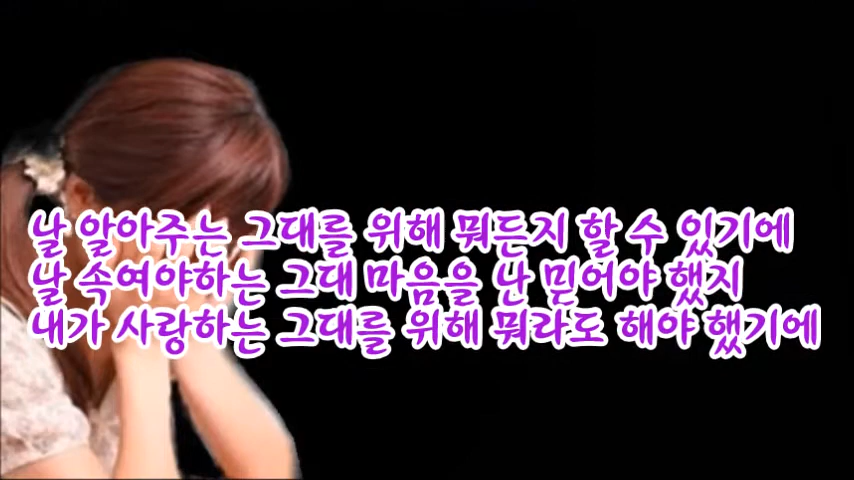 날 알아주는 그대를 위해 뭐든지 할 수 있기에
날 속여야하는 그대 마음을 난 믿어야 했지
내가 사랑하는 그대를 위해 뭐라도 해야 했기에